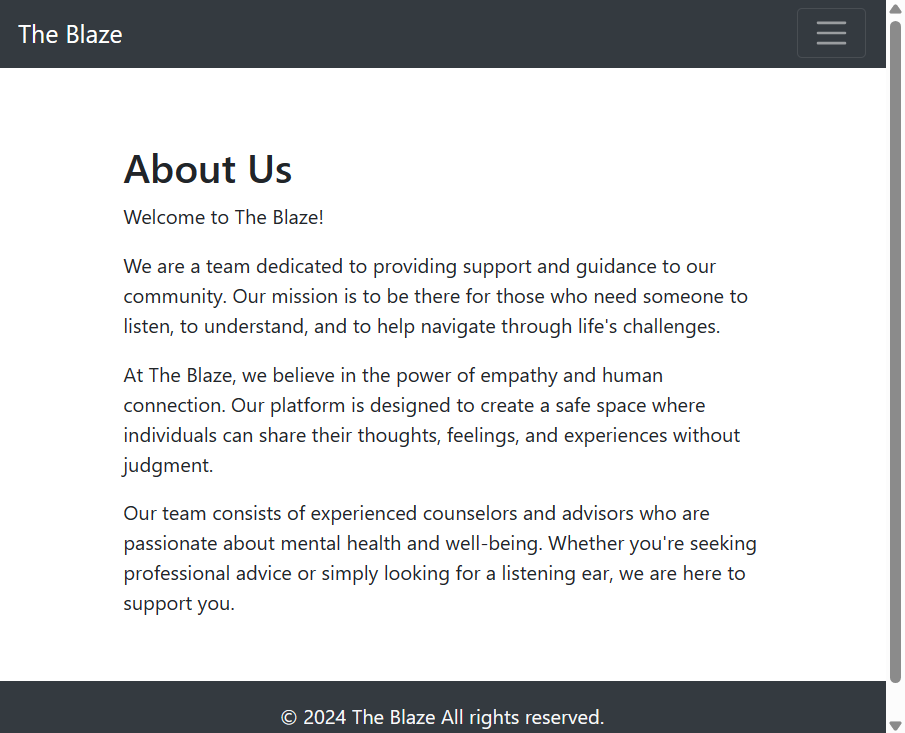 The Blaze
About Us
Welcome to The Blaze!
We are a team dedicated to providing support and guidance to our
community. Our mission is to be there for those who need someone to
listen, to understand, and to help navigate through life's challenges.
At The Blaze, we believe in the power of empathy and human
connection. Our platform is designed to create a safe space where
individuals can share their thoughts, feelings, and experiences without
judgment.
Our team consists of experienced counselors and advisors who are
passionate about mental health and well-being. Whether you're seeking
professional advice or simply looking for a listening ear, we are here to
support you.
© 2024 The Blaze All rights reserved.